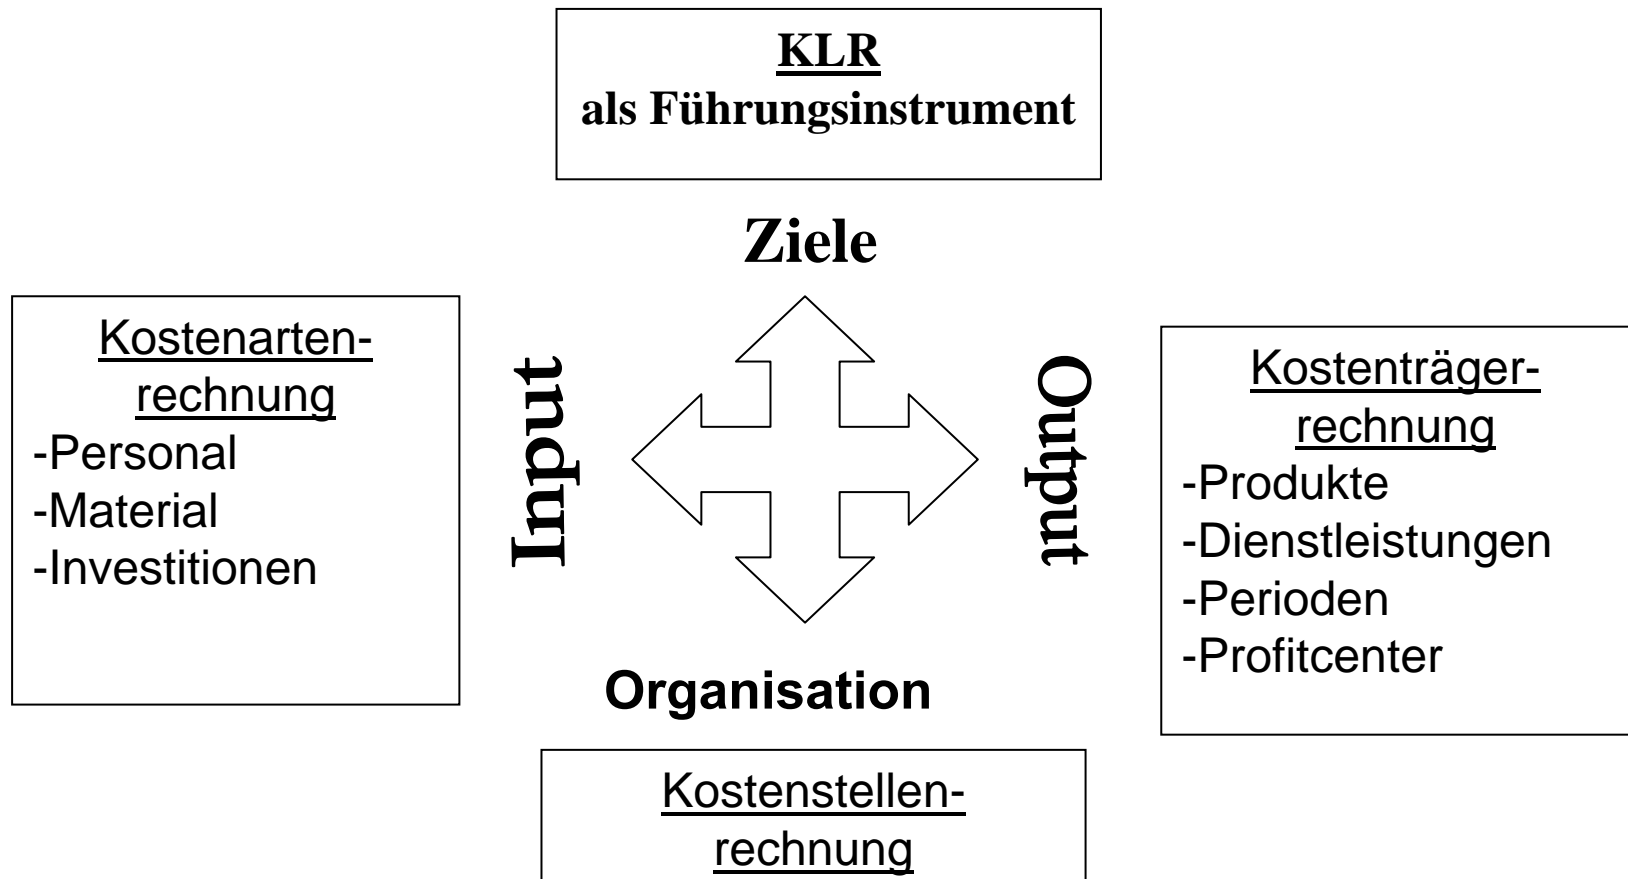 KLR
als Führungsinstrument
Ziele
Kostenarten-
rechnung
-Personal
-Material
-Investitionen
Input
Output
Kostenträger-
rechnung
-Produkte
-Dienstleistungen
-Perioden
-Profitcenter
Organisation
Kostenstellen-
rechnung